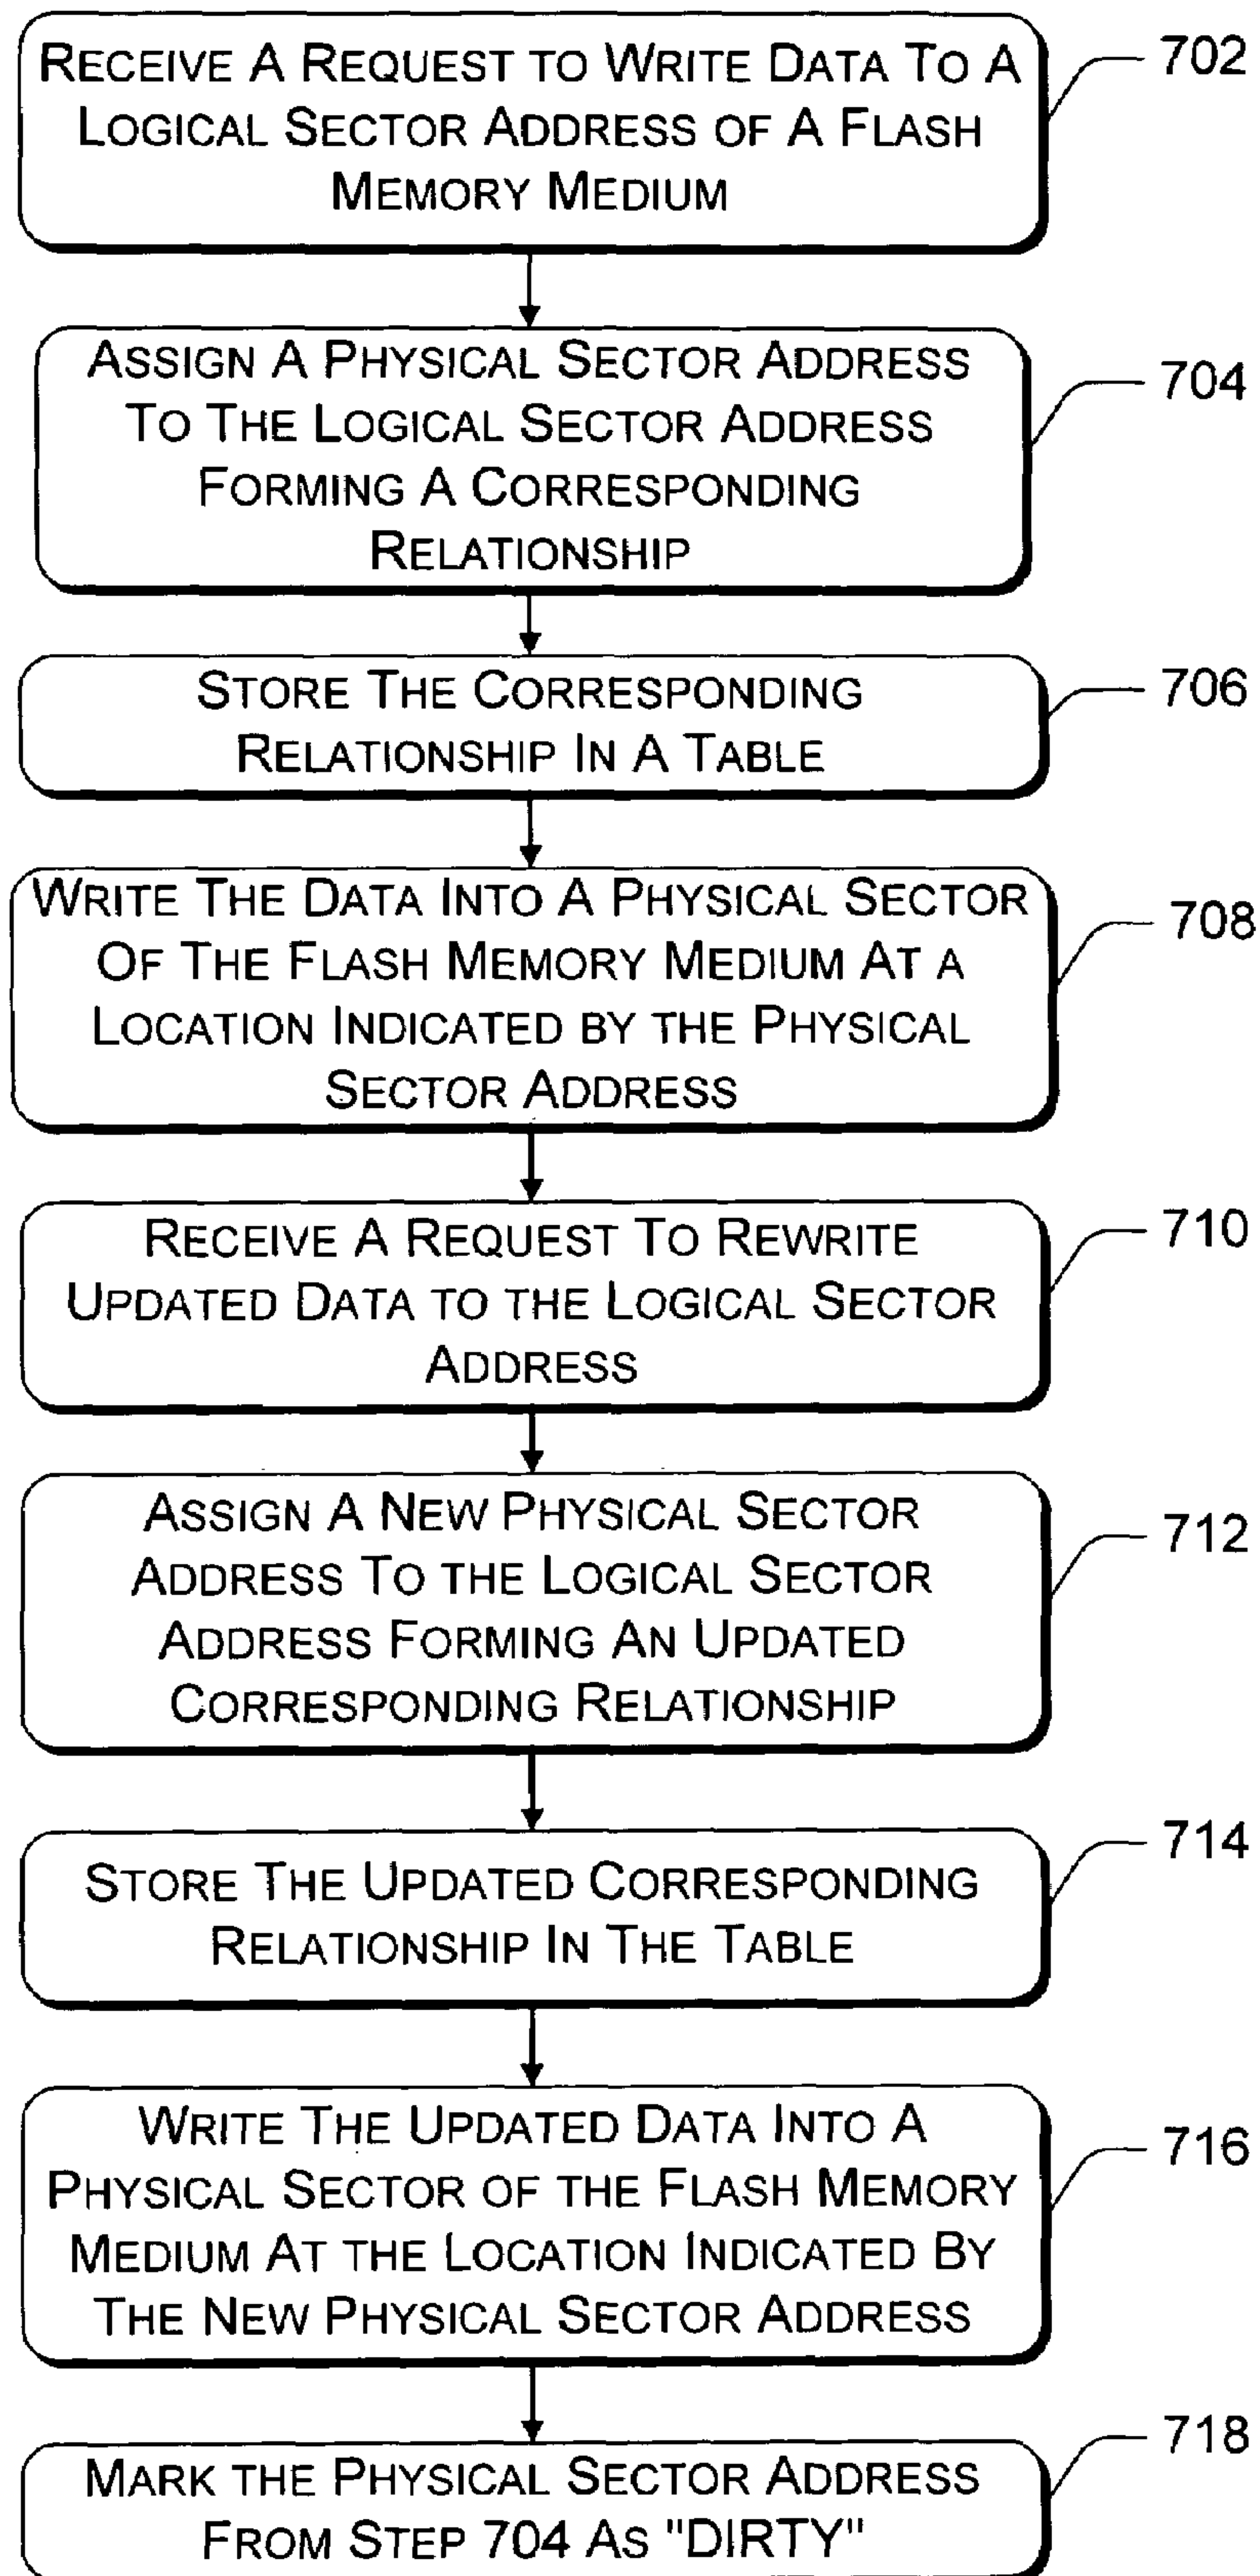 RECEIVE A REQUEST TO WRITE DATA TO A
LOGICAL SECTOR ADDRESS OF A FLASH
MEMORY MEDIUM
702
ASSIGN A PHYSICAL SECTOR ADDRESS
TO THE LOGICAL SECTOR ADDRESS
FORMING A CORRESPONDING
RELATIONSHIP
704
STORE THE CORRESPONDING
RELATIONSHIP IN A TABLE
706
WRITE THE DATA INTO A PHYSICAL SECTOR
OF THE FLASH MEMORY MEDIUM AT A
LOCATION INDICATED BY THE PHYSICAL
SECTOR ADDRESS
708
RECEIVE A REQUEST TO REWRITE
UPDATED DATA TO THE LOGICAL SECTOR
ADDRESS
710
ASSIGN A NEW PHYSICAL SECTOR
ADDRESS TO THE LOGICAL SECTOR
ADDRESS FORMING AN UPDATED
CORRESPONDING RELATIONSHIP
712
STORE THE UPDATED CORRESPONDING
RELATIONSHIP IN THE TABLE
714
WRITE THE UPDATED DATA INTO A
PHYSICAL SECTOR OF THE FLASH MEMORY
MEDIUM AT THE LOCATION INDICATED BY
THE NEW PHYSICAL SECTOR ADDRESS
716
MARK THE PHYSICAL SECTOR ADDRESS
FROM STEP 704 AS "DIRTY"
718